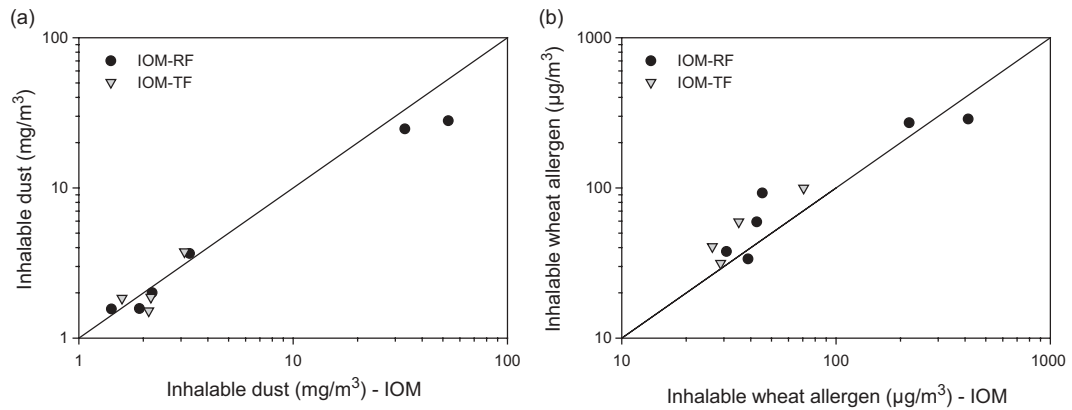 (a)
100
10
1
1
10
100
IOM-RF
IOM-TF
Inhalable dust (mg/m³)
Inhalable dust (mg/m³) - IOM
(b)
1000
100
10
10
100
1000
IOM-RF
IOM-TF
Inhalable wheat allergen (µg/m³)
Inhalable wheat allergen (µg/m³) - IOM